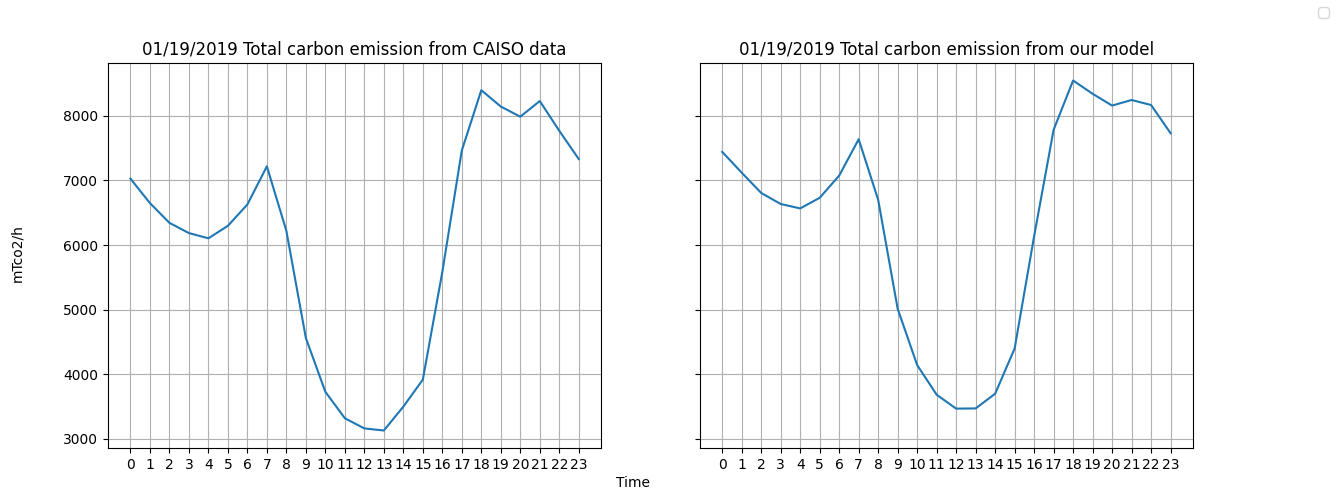 01/19/2019 Total carbon emission from CAISO data
01/19/2019 Total carbon emission from our model
mTco2/h
8000
7000
6000
5000
4000
3000
0 1 2 3 4 5 6 7 8 9 10 11 12 13 14 15 16 17 18 19 20 21 22 23
0 1 2 3 4 5 6 7 8 9 10 11 12 13 14 15 16 17 18 19 20 21 22 23
Time